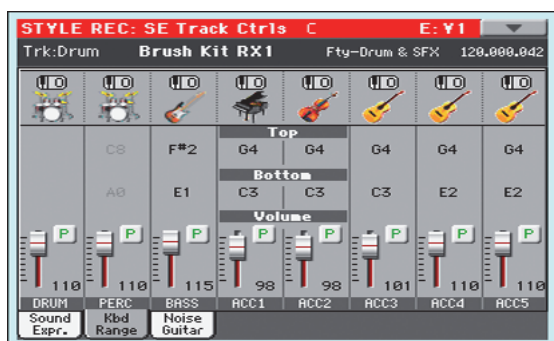 STYLE REC: SE Track Ctrls C E: V1
Trk:Drum Brush Kit RX1 Fty-Drum & SFX 120.000.042
Top
C8 F#2 G4 G4 G4 G4 G4
Bottom
A0 E1 C3 C3 C3 E2 E2
Volume
P P P P P P P P
110 110 115 98 98 101 110 110
DRUM PERC BASS ACC1 ACC2 ACC3 ACC4 ACC5
Sound Expr. Kbd Range Noise Guitar